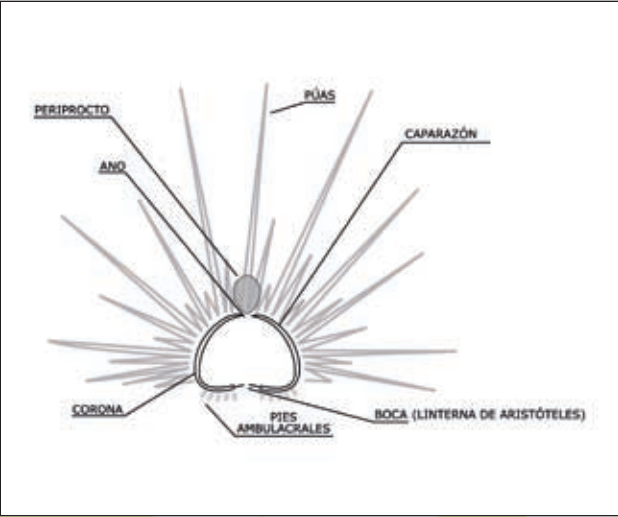 PÚAS
PERIPROCTO
CAPARAZÓN
ANO
CORONA
PIES
AMBULACRALES
BOCA (LINTERNA DE ARISTÓTELES)